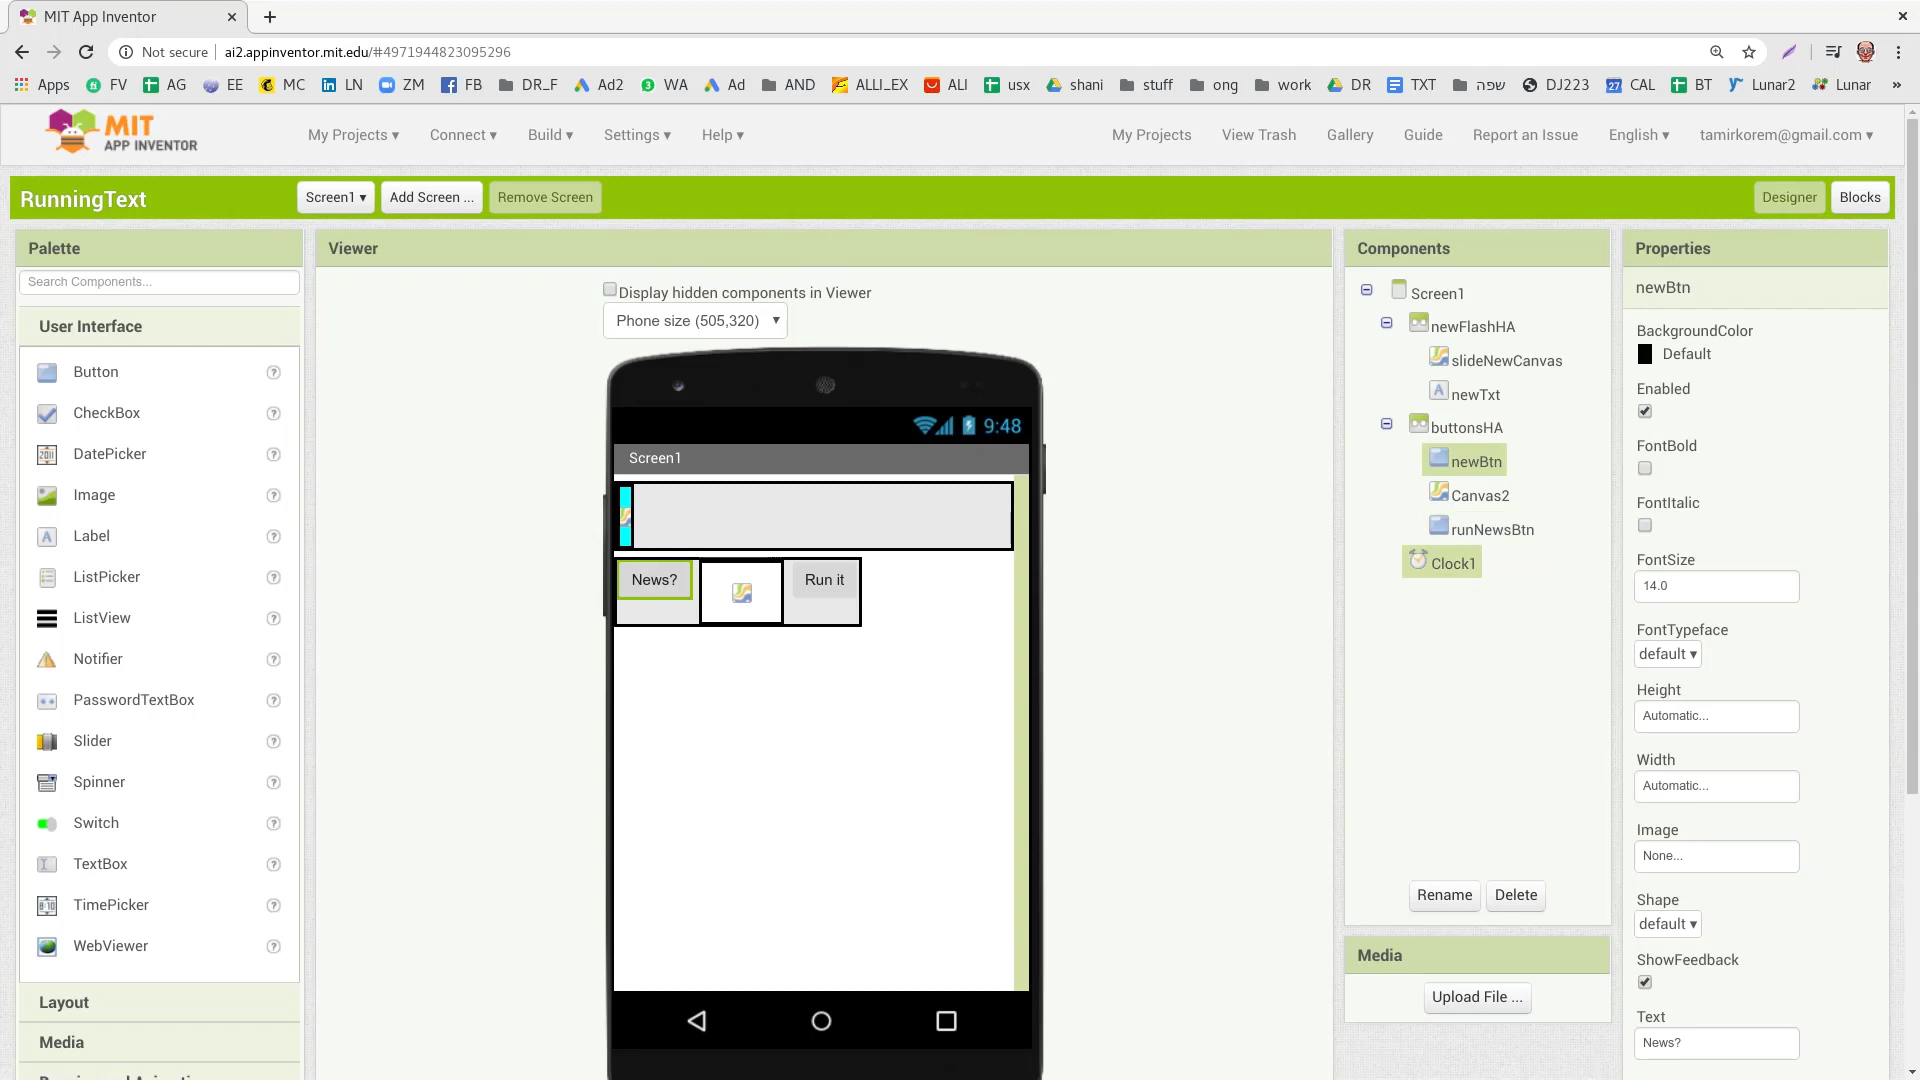 MIT App Inventor
Not secure
ai2.appinventor.mit.edu/#4971944823095296
Apps FV AG EE MC LN ZM FB DR_F Ad2 WA Ad AND ALLI_EX ALI usx shani stuff ong work DR TXT שפה DJ223 CAL BT Lunar2 Lunar »
MIT
APP INVENTOR
My Projects ▾ Connect ▾ Build ▾ Settings ▾ Help ▾ My Projects View Trash Gallery Guide Report an Issue English ▾ tamirkorem@gmail.com ▾
RunningText Screen1 ▾ Add Screen ... Remove Screen Designer Blocks
Palette
Search Components...
User Interface
Button
CheckBox
DatePicker
Image
Label
ListPicker
ListView
Notifier
PasswordTextBox
Slider
Spinner
Switch
TextBox
TimePicker
WebViewer
Layout
Media
Viewer
Display hidden components in Viewer
Phone size (505,320)
9:48
Screen1
News? Run it
Components
Screen1
newFlashHA
slideNewCanvas
newTxt
buttonsHA
newBtn
Canvas2
runNewsBtn
Clock1
Rename Delete
Media
Upload File ...
Properties
newBtn
BackgroundColor
Default
Enabled
FontBold
FontItalic
FontSize
14.0
FontTypeface
default ▾
Height
Automatic...
Width
Automatic...
Image
None...
Shape
default ▾
ShowFeedback
Text
News?